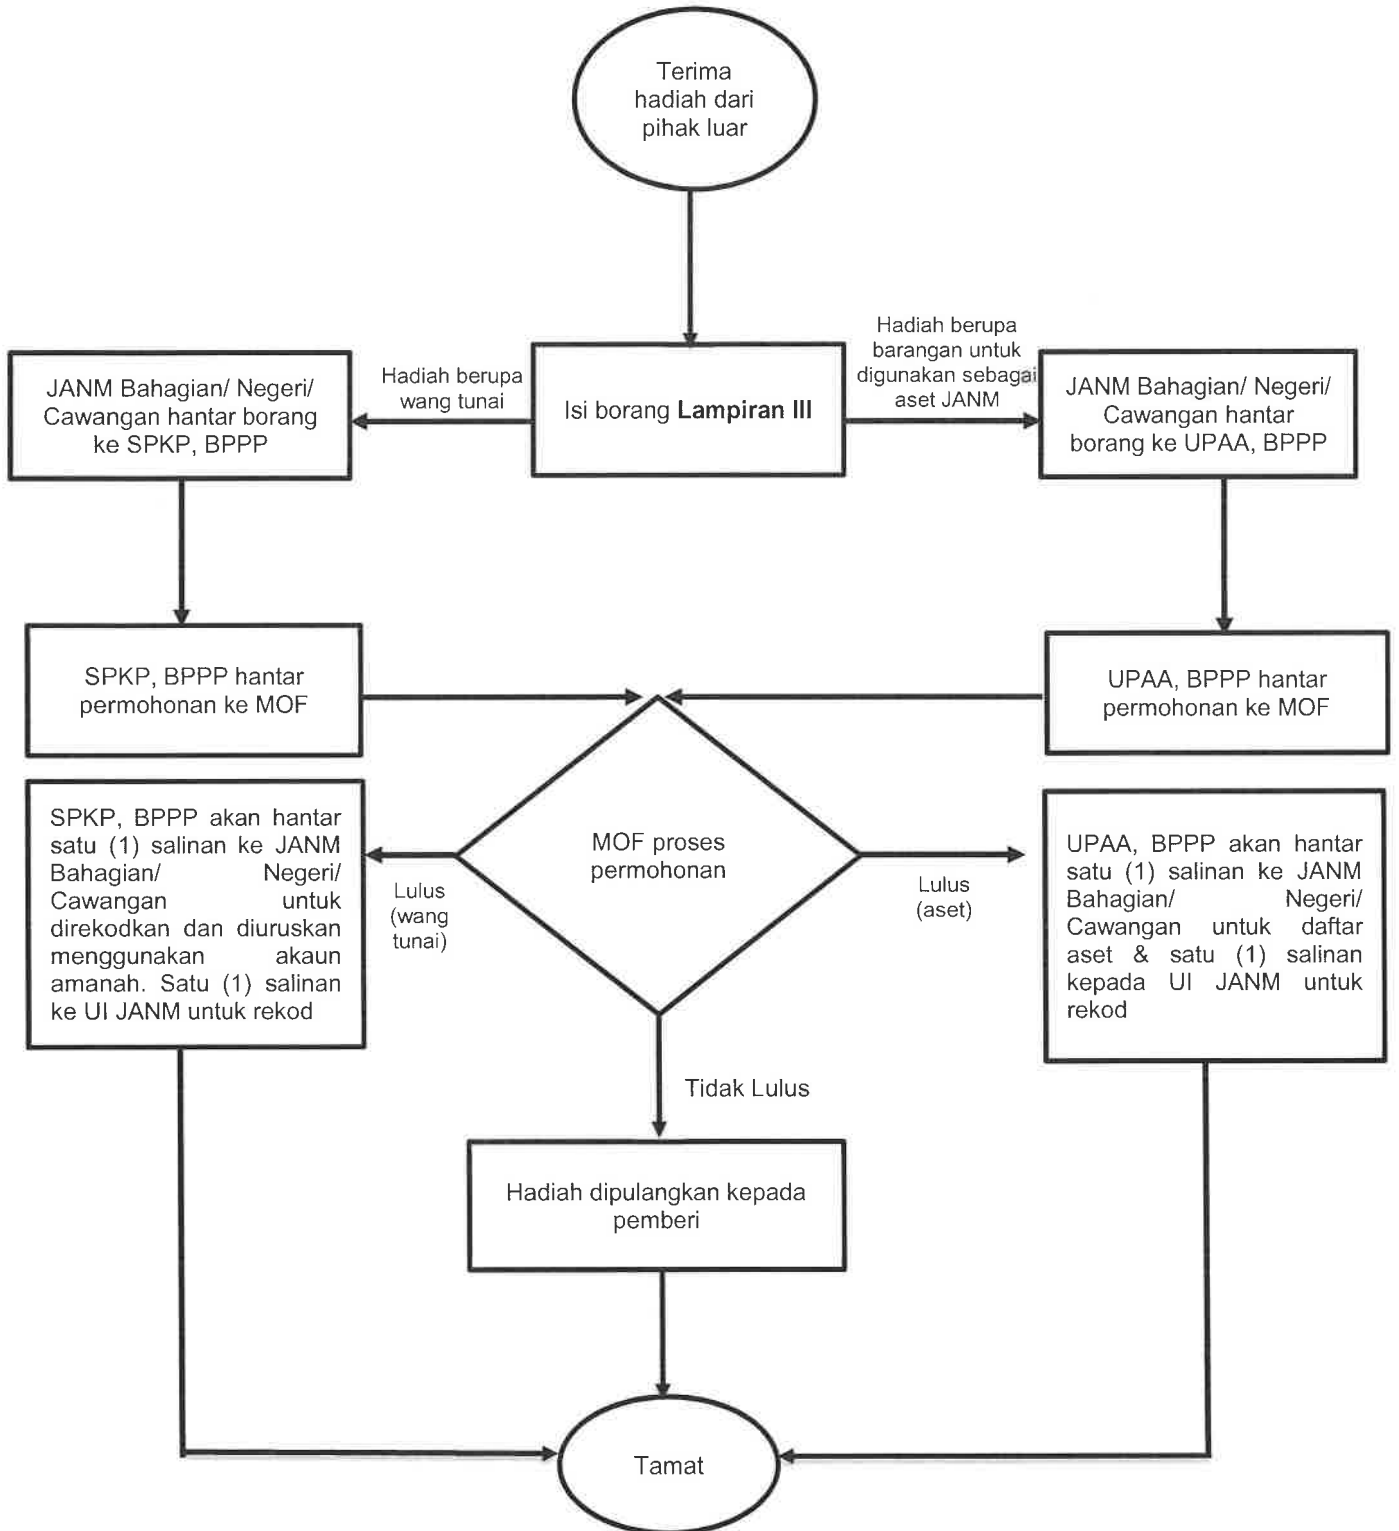 Terima
hadiah dari
pihak luar
Hadiah berupa
wang tunai
Isi borang Lampiran III
Hadiah berupa
barangan untuk
digunakan sebagai
aset JANM
JANM Bahagian/ Negeri/
Cawangan hantar borang
ke SPKP, BPPP
JANM Bahagian/ Negeri/
Cawangan hantar
borang ke UPAA, BPPP
SPKP, BPPP hantar
permohonan ke MOF
UPAA, BPPP hantar
permohonan ke MOF
MOF proses
permohonan
SPKP, BPPP akan hantar
satu (1) salinan ke JANM
Bahagian/ Negeri/
Cawangan untuk
direkodkan dan diuruskan
menggunakan akaun
amanah. Satu (1) salinan
ke UI JANM untuk rekod
Lulus
(wang
tunai)
Lulus
(aset)
UPAA, BPPP akan hantar
satu (1) salinan ke JANM
Bahagian/ Negeri/
Cawangan untuk daftar
aset & satu (1) salinan
kepada UI JANM untuk
rekod
Tidak Lulus
Hadiah dipulangkan kepada
pemberi
Tamat